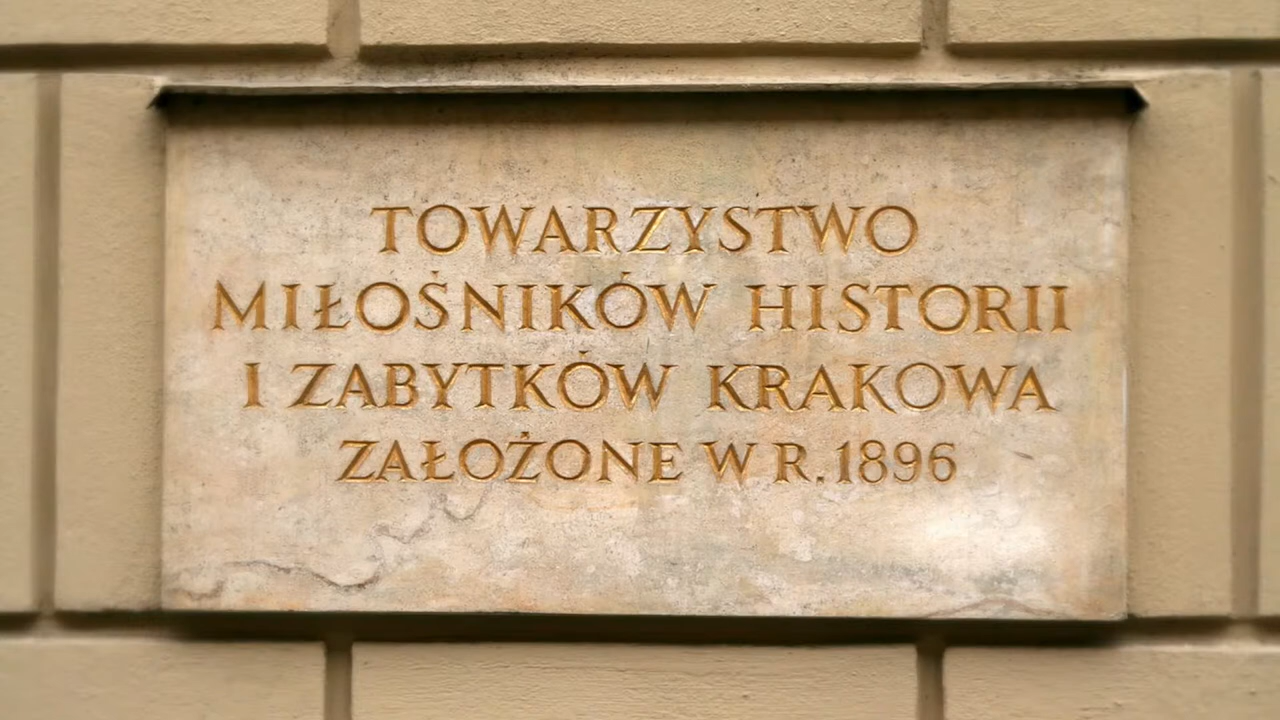 TOWARZYSTWO
MIŁOŚNIKÓW HISTORII
I ZABYTKÓW KRAKOWA
ZAŁOŻONE W R. 1896